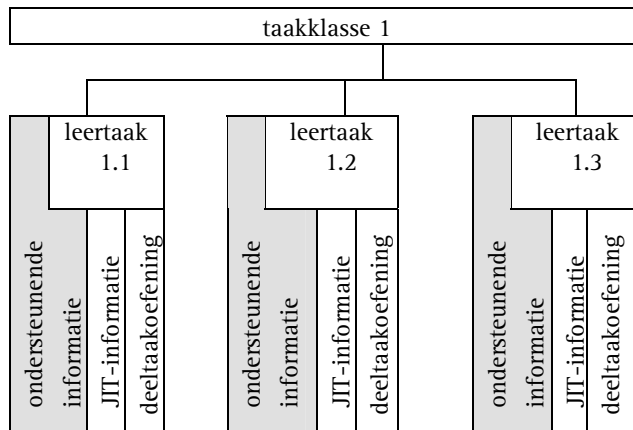 taakklasse 1
leertaak
1.1
ondersteunende
informatie
JIT-informatie
deeltaakoefening
leertaak
1.2
ondersteunende
informatie
JIT-informatie
deeltaakoefening
leertaak
1.3
ondersteunende
informatie
JIT-informatie
deeltaakoefening